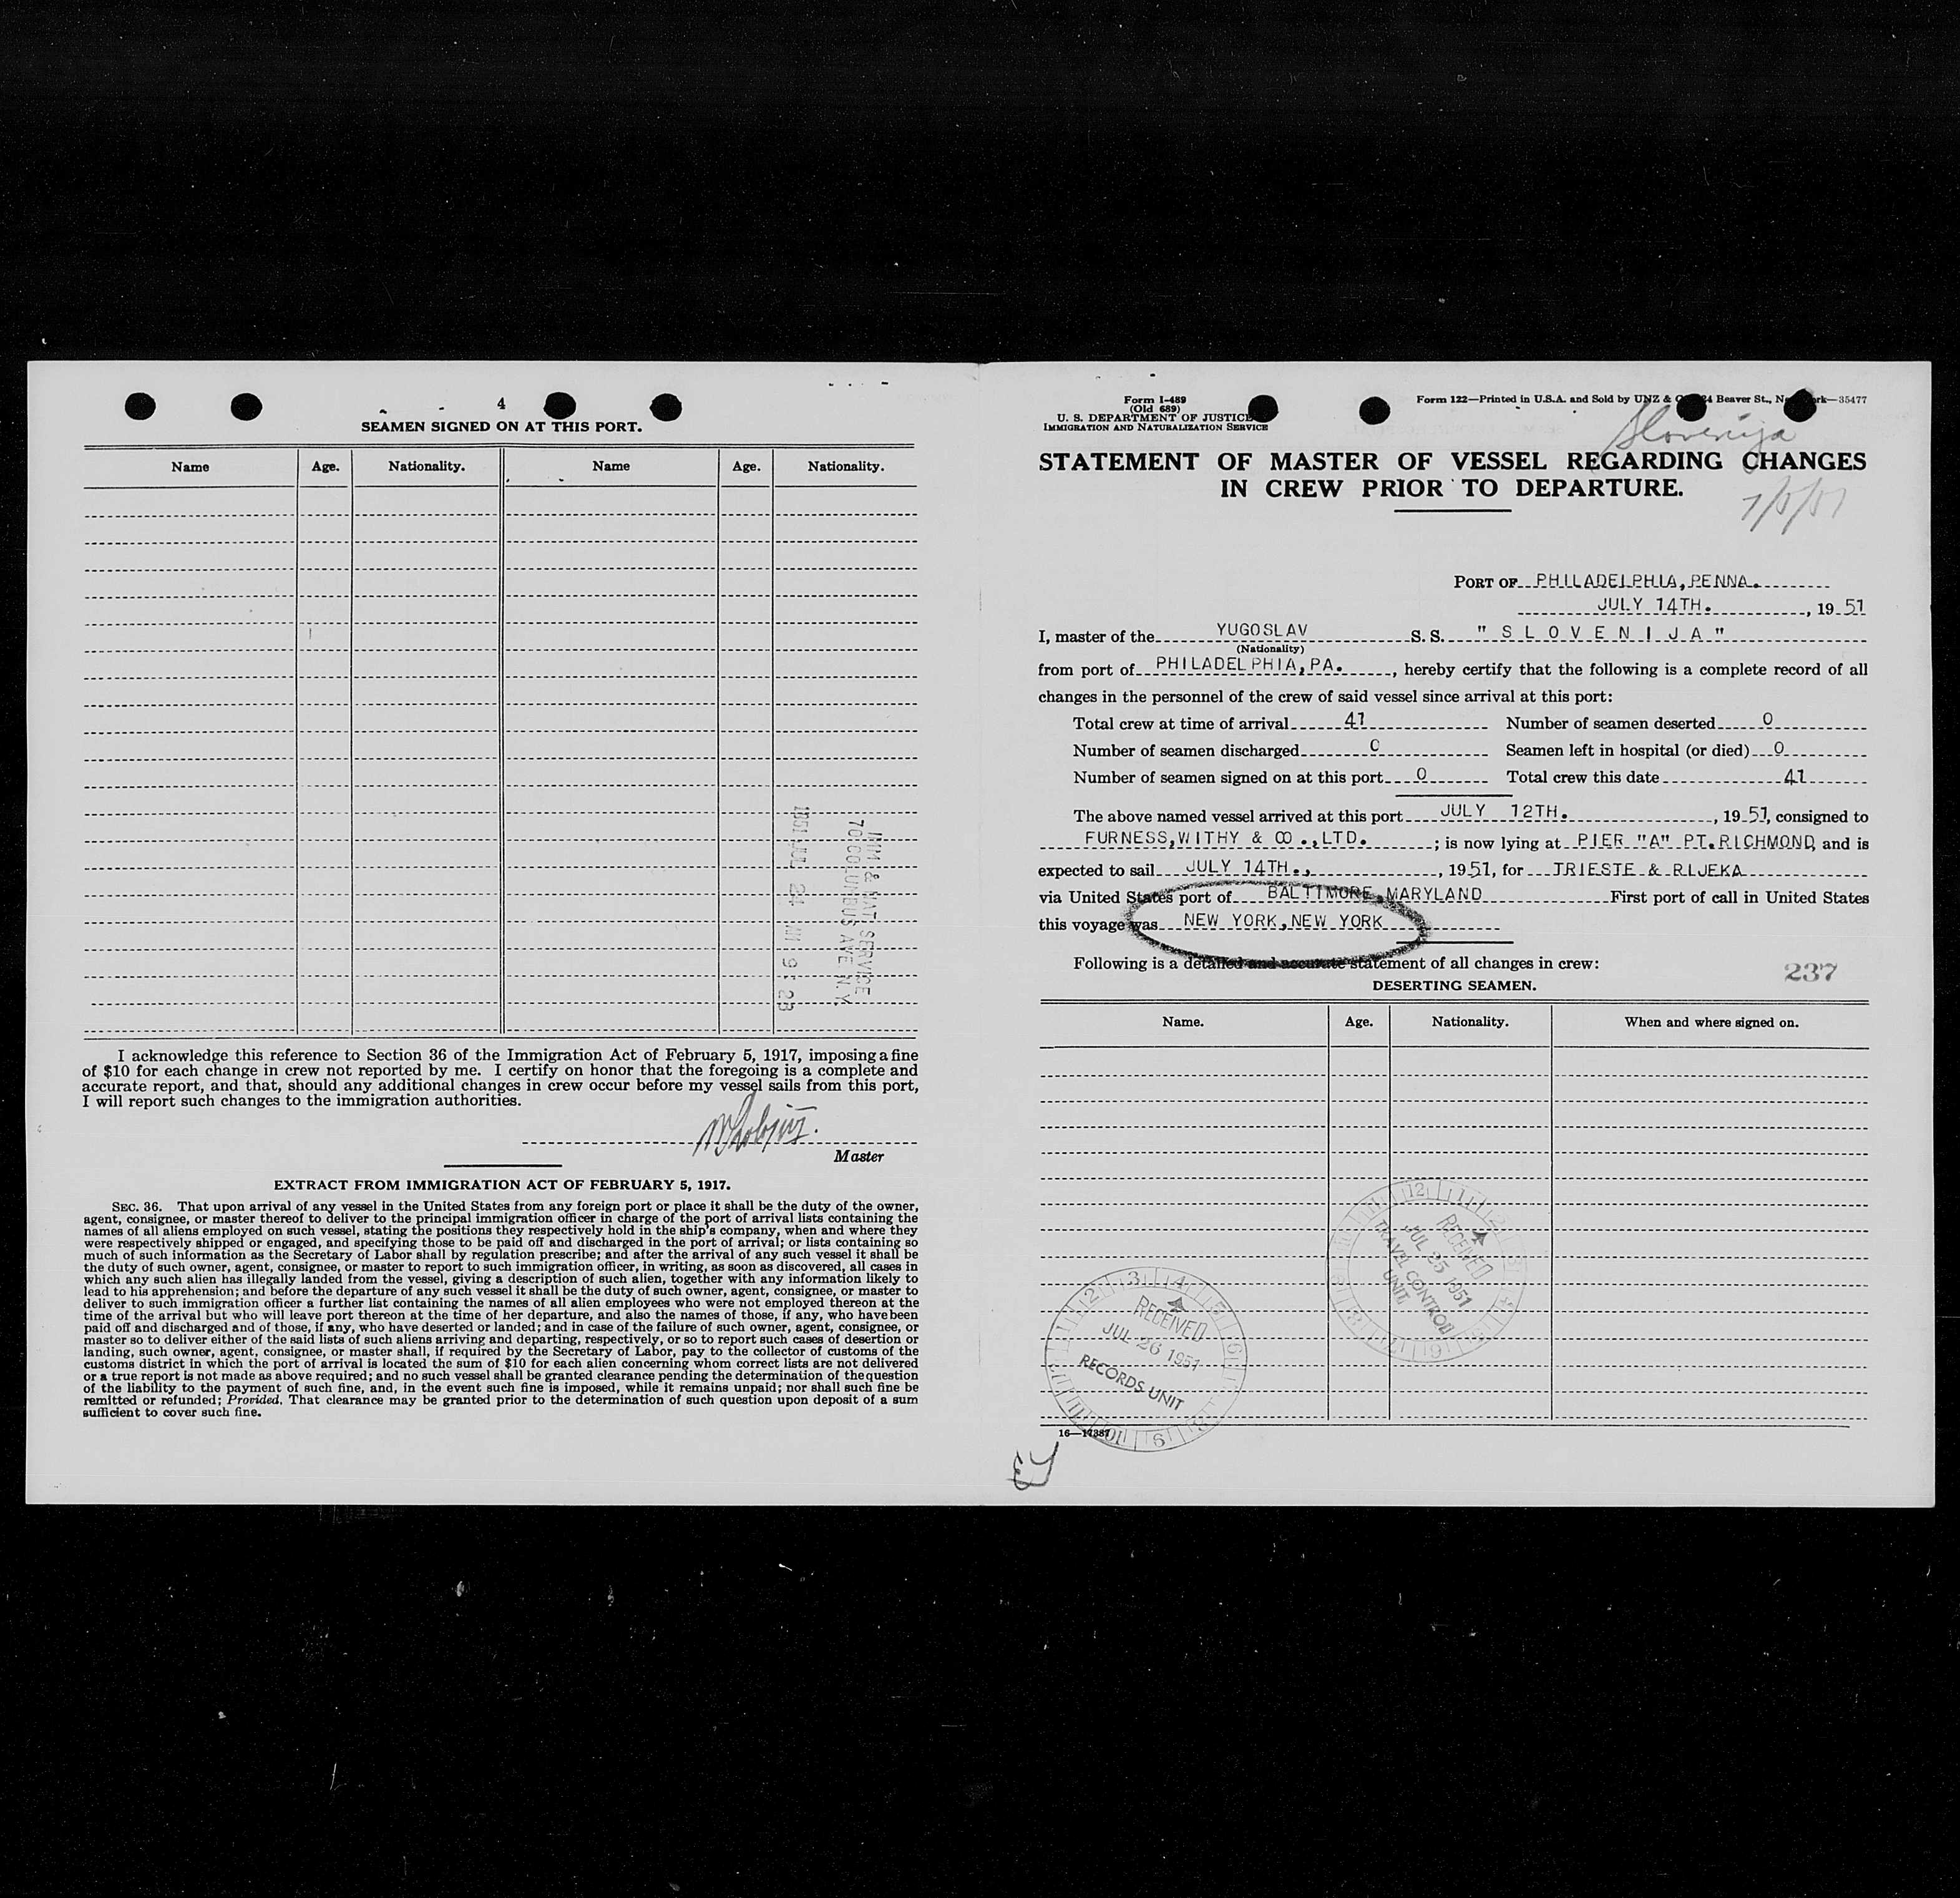 4
SEAMEN SIGNED ON AT THIS PORT.
Name Age. Nationality. Name Age. Nationality.
IMM & NAT SERVICE
70 COLUMBUS AVE N.Y.
1951 JUL 24 9 23
I acknowledge this reference to Section 36 of the Immigration Act of February 5, 1917, imposing a fine
of $10 for each change in crew not reported by me. I certify on honor that the foregoing is a complete and
accurate report, and that, should any additional changes in crew occur before my vessel sails from this port,
I will report such changes to the immigration authorities.
Master
EXTRACT FROM IMMIGRATION ACT OF FEBRUARY 5, 1917.
SEC. 36. That upon arrival of any vessel in the United States from any foreign port or place it shall be the duty of the owner,
agent, consignee, or master thereof to deliver to the principal immigration officer in charge of the port of arrival lists containing the
names of all aliens employed on such vessel, stating the positions they respectively hold in the ship's company, when and where they
were respectively shipped or engaged, and specifying those to be paid off and discharged in the port of arrival; or lists containing so
much of such information as the Secretary of Labor shall by regulation prescribe; and after the arrival of any such vessel it shall be
the duty of such owner, agent, consignee, or master to report to such immigration officer, in writing, as soon as discovered, all cases in
which any such alien has illegally landed from the vessel, giving a description of such alien, together with any information likely to
lead to his apprehension; and before the departure of any such vessel it shall be the duty of such owner, agent, consignee, or master to
deliver to such immigration officer a further list containing the names of all alien employees who were not employed thereon at the
time of the arrival but who will leave port thereon at the time of her departure, and also the names of those, if any, who have been
paid off and discharged and of those, if any, who have deserted or landed; and in case of the failure of such owner, agent, consignee, or
master so to deliver either of the said lists of such aliens arriving and departing, respectively, or so to report such cases of desertion or
landing, such owner, agent, consignee, or master shall, if required by the Secretary of Labor, pay to the collector of customs of the
customs district in which the port of arrival is located the sum of $10 for each alien concerning whom correct lists are not delivered
or a true report is not made as above required; and no such vessel shall be granted clearance pending the determination of the question
of the liability to the payment of such fine, and, in the event such fine is imposed, while it remains unpaid; nor shall such fine be
remitted or refunded; Provided, That clearance may be granted prior to the determination of such question upon deposit of a sum
sufficient to cover such fine.
Form I-489
(Old 689)
U. S. DEPARTMENT OF JUSTICE
IMMIGRATION AND NATURALIZATION SERVICE
Form 122—Printed in U.S.A. and Sold by UNZ & Beaver St., —35477
Slovenija
STATEMENT OF MASTER OF VESSEL REGARDING CHANGES
IN CREW PRIOR TO DEPARTURE.
PORT OF PHILADELPHIA, PENNA.
JULY 14TH. , 19 51
I, master of the YUGOSLAV S. S. " S L O V E N I J A "
(Nationality)
from port of PHILADELPHIA, PA. , hereby certify that the following is a complete record of all
changes in the personnel of the crew of said vessel since arrival at this port:
Total crew at time of arrival 41 Number of seamen deserted 0
Number of seamen discharged 0 Seamen left in hospital (or died) 0
Number of seamen signed on at this port 0 Total crew this date 41
The above named vessel arrived at this port JULY 12TH. , 19 51, consigned to
FURNESS, WITHY & CO., LTD. ; is now lying at PIER "A" PT. RICHMOND, and is
expected to sail JULY 14TH., , 1951, for TRIESTE & RIJEKA
via United States port of BALTIMORE, MARYLAND First port of call in United States
this voyage was NEW YORK, NEW YORK
Following is a detailed and accurate statement of all changes in crew:
237
DESERTING SEAMEN.
Name. Age. Nationality. When and where signed on.
RECEIVED
JUL 25 1951
TRAVEL CONTROL
UNIT
RECEIVED
JUL 26 1951
RECORDS UNIT
16—17387